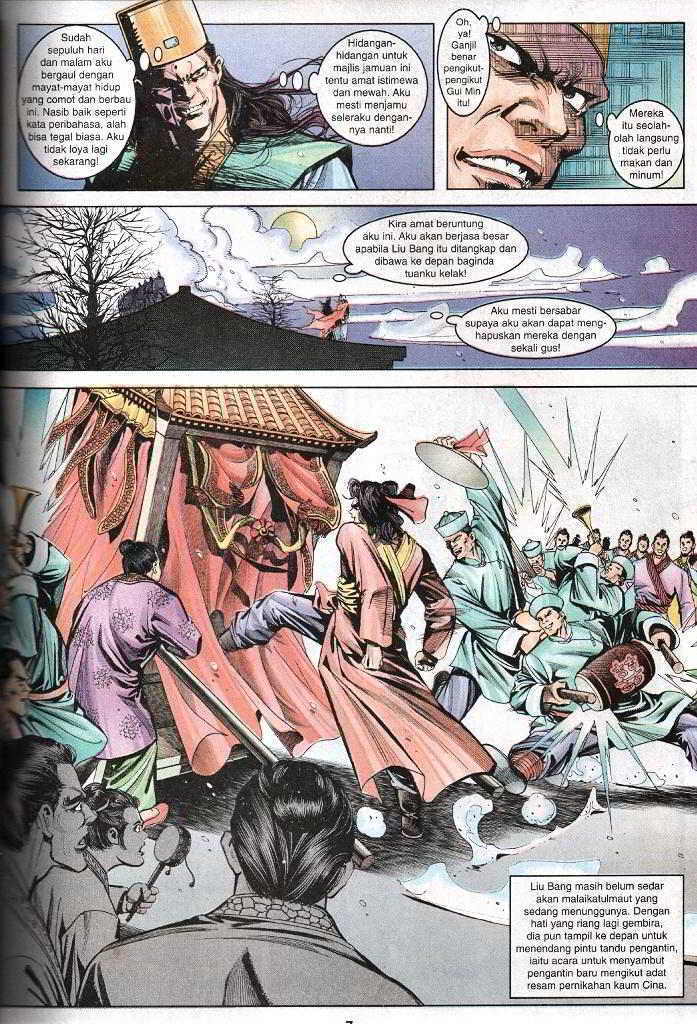 Sudah
sepuluh hari
dan malam aku
bergaul dengan
mayat-mayat hidup
yang comot dan berbau
ini. Nasib baik seperti
kata peribahasa, alah
bisa tegal biasa. Aku
tidak loya lagi
sekarang!
Hidangan-
hidangan untuk
majlis jamuan ini
tentu amat istimewa
dan mewah. Aku
mesti menjamu
seleraku dengan-
nya nanti!
Oh,
ya!
Ganjil
benar
pengikut-
pengikut
Gui Min
itu!
Mereka
itu seolah-
olah langsung
tidak perlu
makan dan
minum!
Kira amat beruntung
aku ini. Aku akan berjasa besar
apabila Liu Bang itu ditangkap dan
dibawa ke depan baginda
tuanku kelak!
Aku mesti bersabar
supaya aku akan dapat meng-
hapuskan mereka dengan
sekali gus!
Liu Bang masih belum sedar
akan malaikatulmaut yang
sedang menunggunya. Dengan
hati yang riang lagi gembira,
dia pun tampil ke depan untuk
menendang pintu tandu pengantin,
iaitu acara untuk menyambut
pengantin baru mengikut adat
resam pernikahan kaum Cina.
7